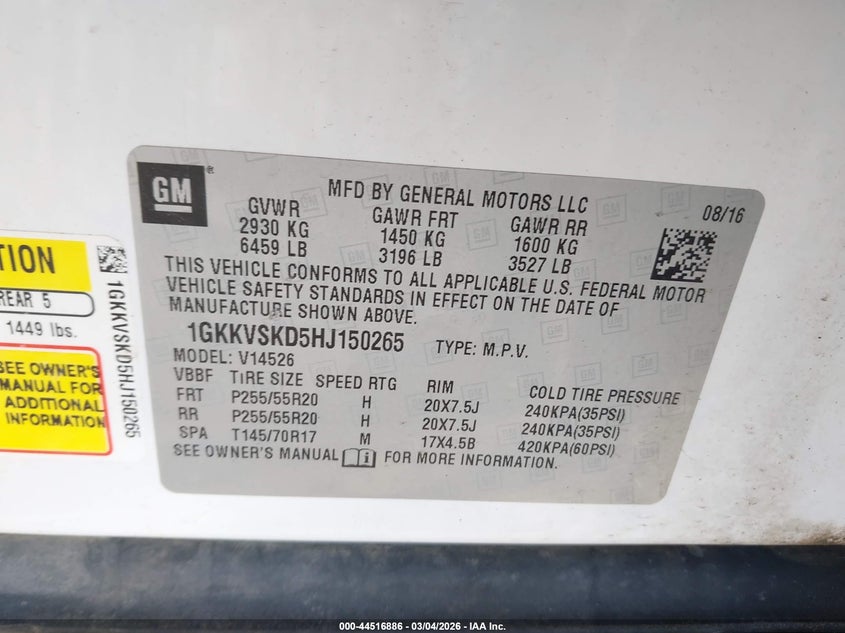 GM
MFD BY GENERAL MOTORS LLC
08/16
GVWR GAWR FRT GAWR RR
2930 KG 1450 KG 1600 KG
6459 LB 3196 LB 3527 LB
THIS VEHICLE CONFORMS TO ALL APPLICABLE U.S. FEDERAL MOTOR
VEHICLE SAFETY STANDARDS IN EFFECT ON THE DATE OF
MANUFACTURE SHOWN ABOVE.
1GKKVSKD5HJ150265 TYPE: M.P.V.
MODEL: V14526
VBBF TIRE SIZE SPEED RTG RIM COLD TIRE PRESSURE
FRT P255/55R20 H 20X7.5J 240KPA(35PSI)
RR P255/55R20 H 20X7.5J 240KPA(35PSI)
SPA T145/70R17 M 17X4.5B 420KPA(60PSI)
SEE OWNER'S MANUAL FOR MORE INFORMATION.
REAR 5
1449 lbs.
SEE OWNER'S
MANUAL FOR
ADDITIONAL
INFORMATION
1GKKVSKD5HJ150265
000-44516886 - 03/04/2026 - IAA Inc.